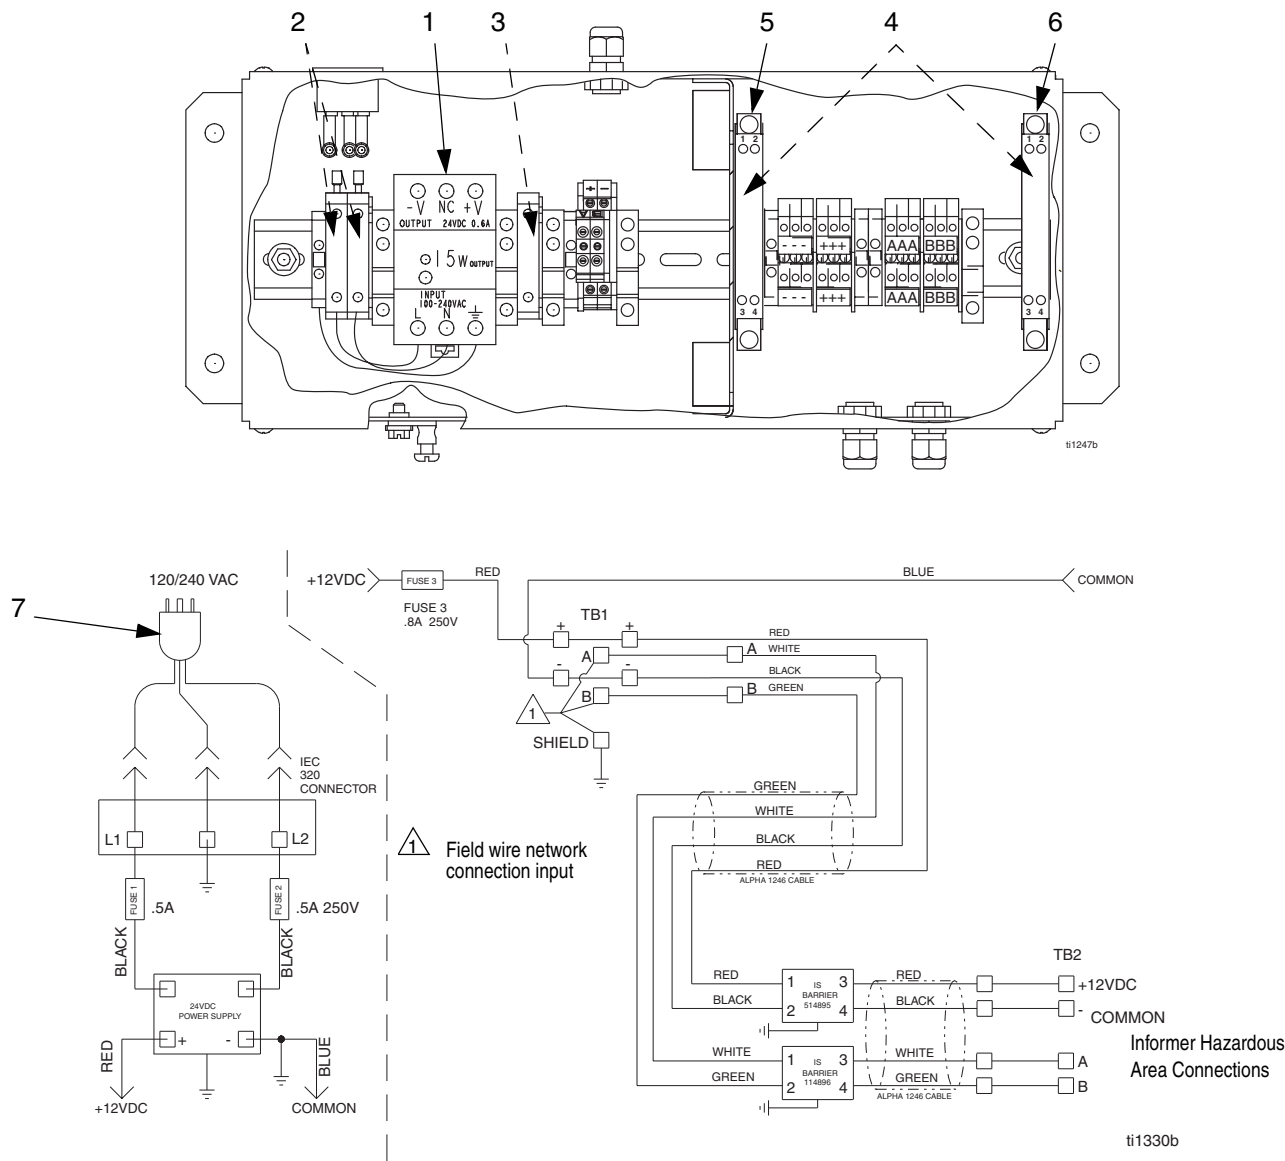 2 1 3 5 4 6
1 2
1 2
+ -
-V NC +V
OUTPUT 24VDC 0.6A
15W OUTPUT
INPUT
100-240VAC
L N
--- +++ AAA BBB
--- +++ AAA BBB
3 4
3 4
ti1247b
120/240 VAC
7
+12VDC
FUSE 3
RED
BLUE
COMMON
FUSE 3
.8A 250V
TB1
+ +
RED
A A WHITE
- -
BLACK
B B GREEN
1
SHIELD
IEC
320
CONNECTOR
L1 L2
1 Field wire network
connection input
GREEN
WHITE
BLACK
RED
ALPHA 1246 CABLE
FUSE 1
.5A
FUSE 2
.5A 250V
BLACK
BLACK
24VDC
POWER SUPPLY
+ -
RED
BLUE
+12VDC
COMMON
TB2
RED 1 3 RED +12VDC
IS
BARRIER
514895
BLACK 2 4 BLACK - COMMON
Informer Hazardous
Area Connections
WHITE 1 3 WHITE A
IS
BARRIER
114896
GREEN 2 4 GREEN B
ALPHA 1246 CABLE
ti1330b